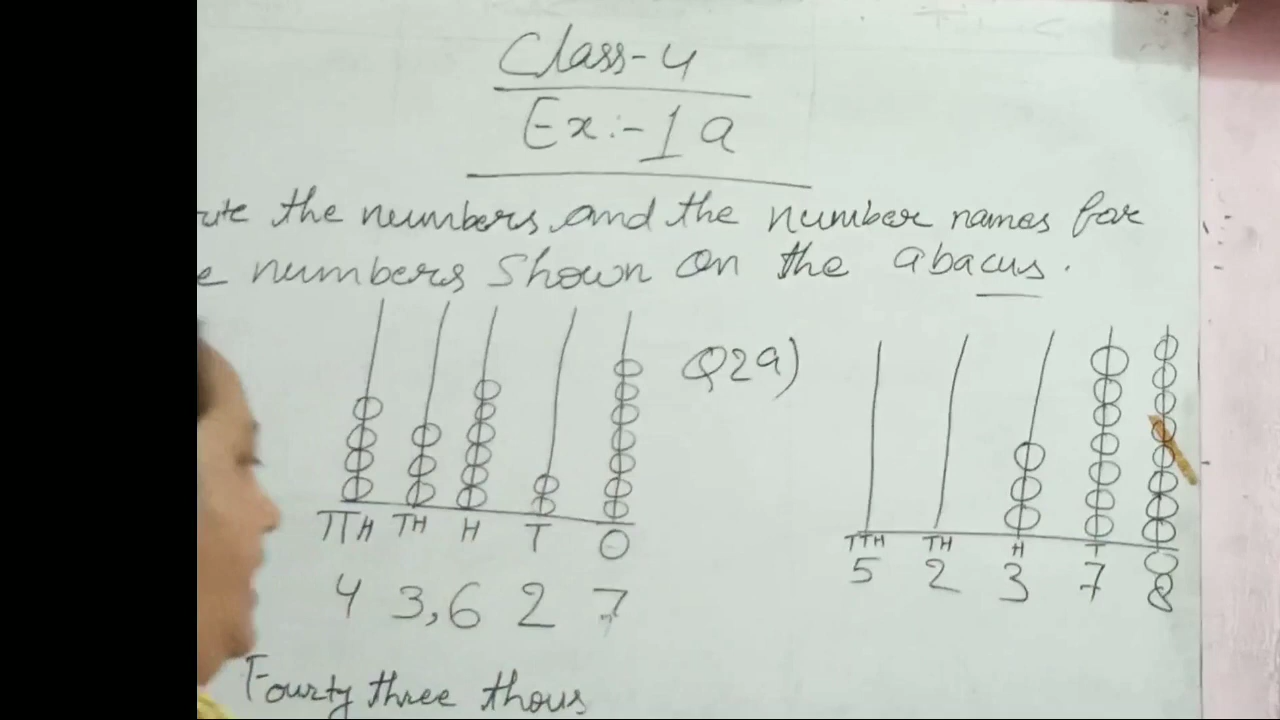 Class-4
Ex:-1a
the numbers and the number names for
numbers shown on the abacus.
Q2a)
TTH TH H T O
4 3,6 2 7
TTH TH H T O
5 2 3 7 8
Fourty three thous